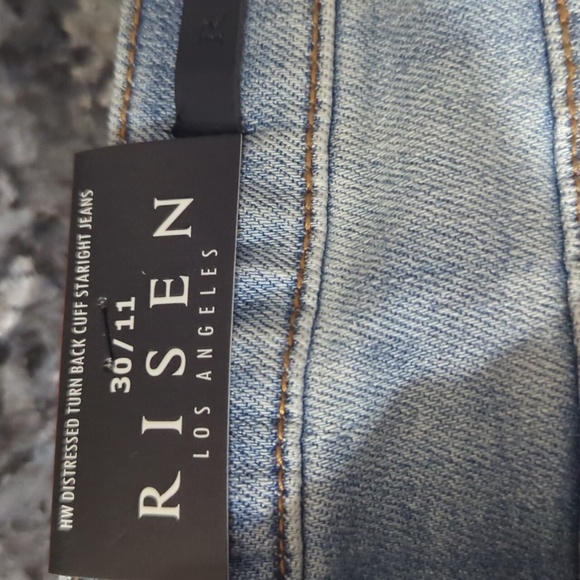 HW DISTRESSED TURN BACK CUFF STARIGHT JEANS
30/11
RISEN
LOS ANGELES